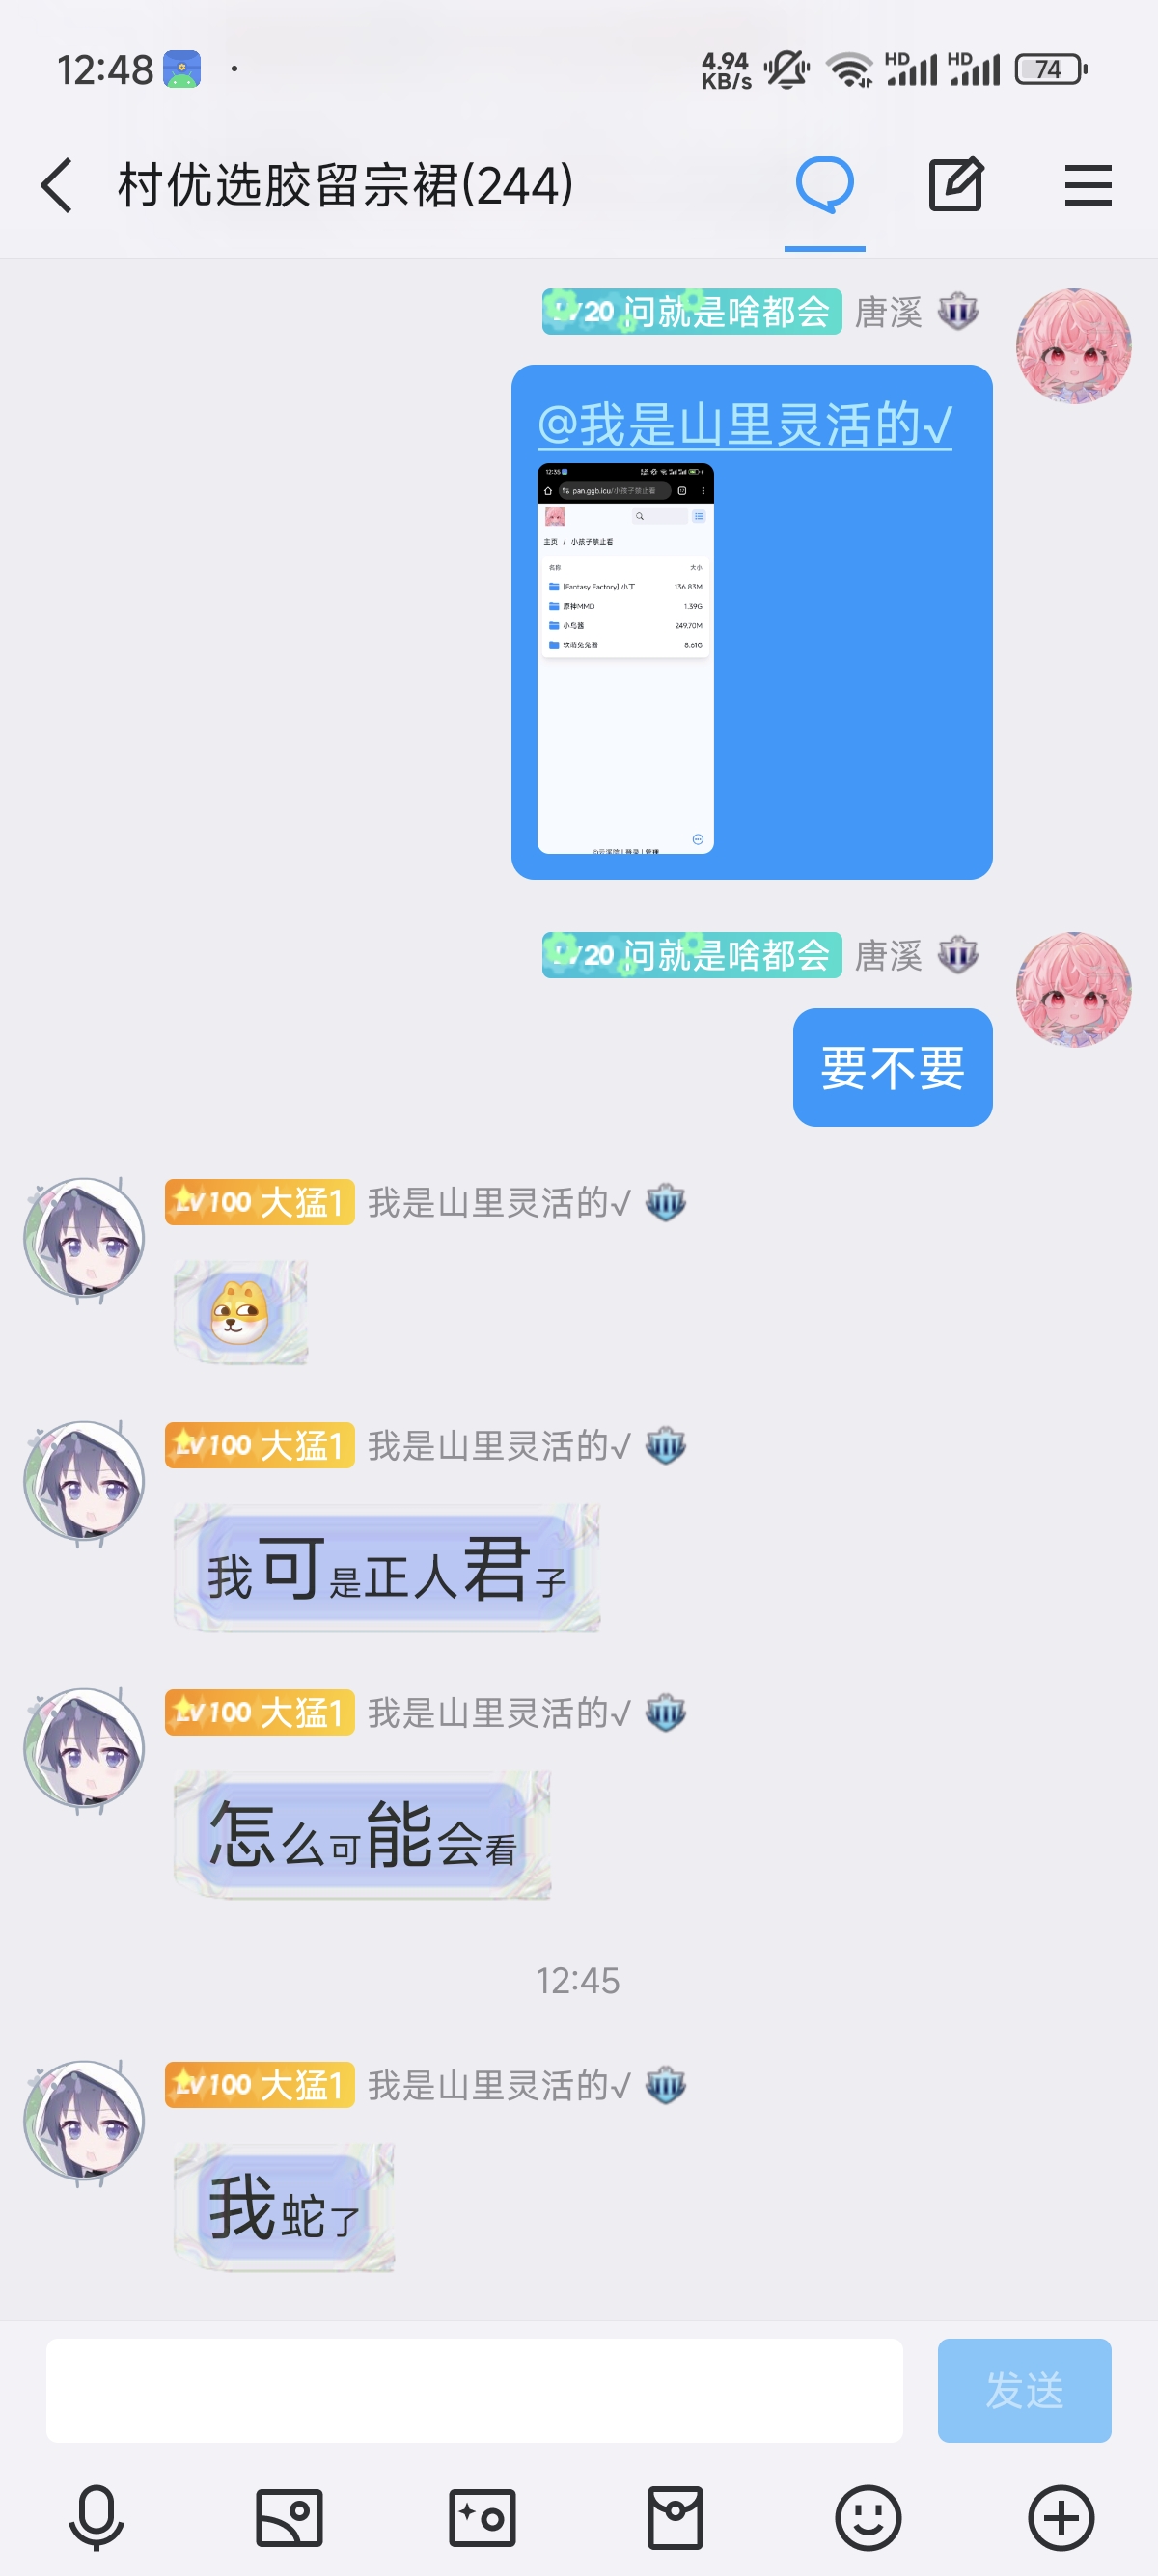 12:48
4.94
KB/s
HD
HD
74
村优选胶留宗裙(244)
LV20 问就是啥都会 唐溪
@我是山里灵活的√
12:35
pan.ggb.icu/小孩子禁止看
主页 / 小孩子禁止看
名称 大小
[Fantasy Factory] 小丁 136.83M
原神MMD 1.39G
小鸟酱 249.70M
软萌兔兔酱 8.61G
LV20 问就是啥都会 唐溪
要不要
LV100 大猛1 我是山里灵活的√
LV100 大猛1 我是山里灵活的√
我可是正人君子
LV100 大猛1 我是山里灵活的√
怎么可能会看
12:45
LV100 大猛1 我是山里灵活的√
我蛇了
发送